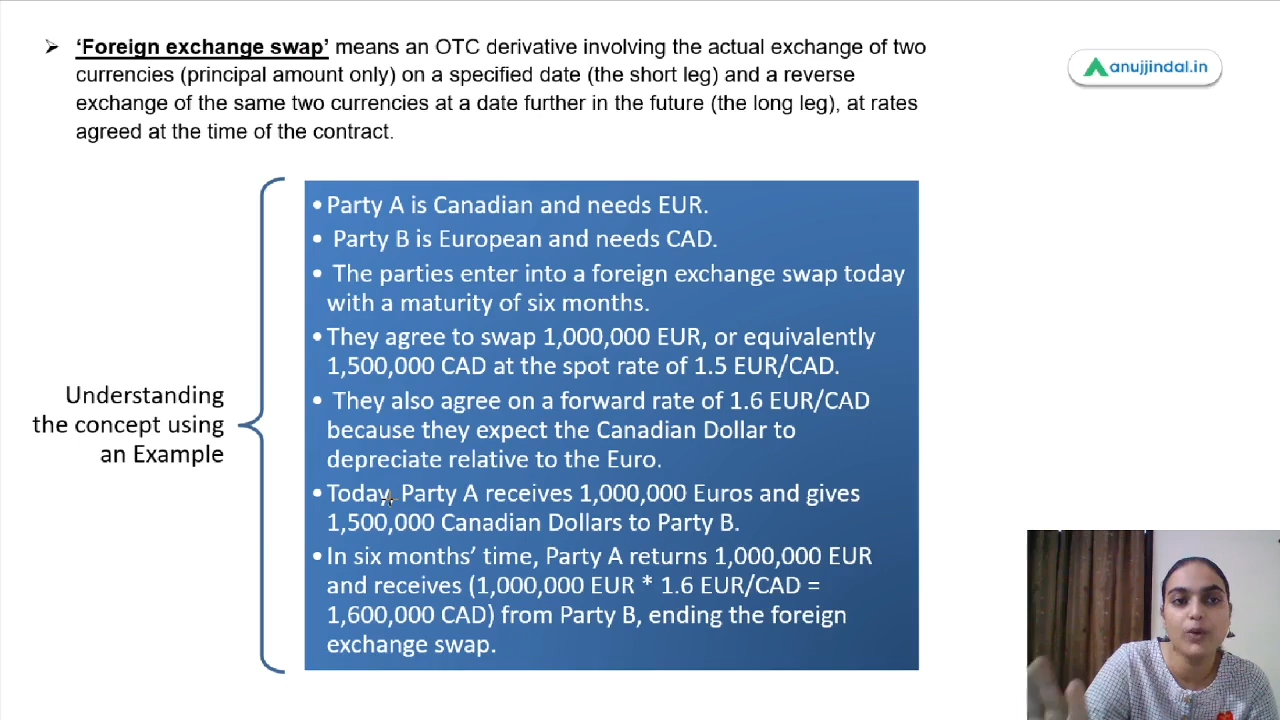 ‘Foreign exchange swap’ means an OTC derivative involving the actual exchange of two
currencies (principal amount only) on a specified date (the short leg) and a reverse
exchange of the same two currencies at a date further in the future (the long leg), at rates
agreed at the time of the contract.
anujjindal.in
Understanding
the concept using
an Example
•Party A is Canadian and needs EUR.
• Party B is European and needs CAD.
• The parties enter into a foreign exchange swap today
with a maturity of six months.
•They agree to swap 1,000,000 EUR, or equivalently
1,500,000 CAD at the spot rate of 1.5 EUR/CAD.
• They also agree on a forward rate of 1.6 EUR/CAD
because they expect the Canadian Dollar to
depreciate relative to the Euro.
•Today, Party A receives 1,000,000 Euros and gives
1,500,000 Canadian Dollars to Party B.
•In six months’ time, Party A returns 1,000,000 EUR
and receives (1,000,000 EUR * 1.6 EUR/CAD =
1,600,000 CAD) from Party B, ending the foreign
exchange swap.